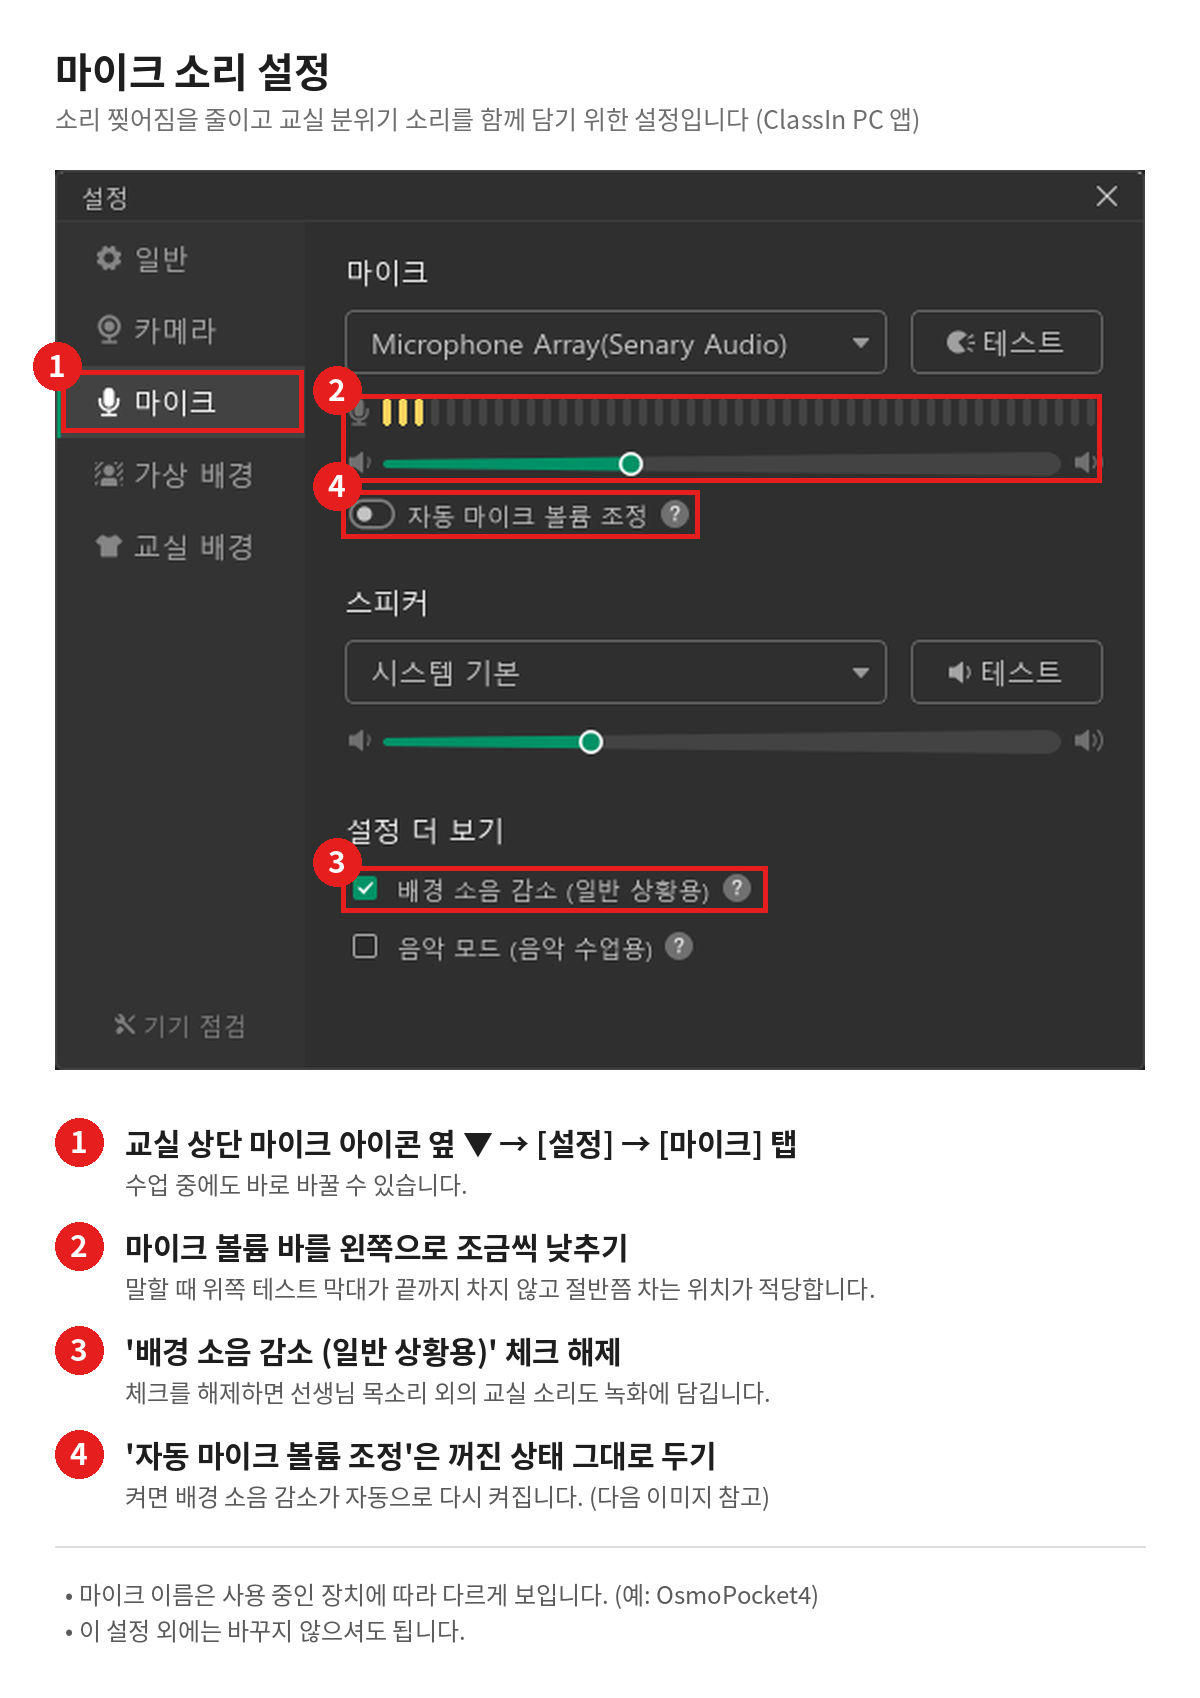 마이크 소리 설정
소리 찢어짐을 줄이고 교실 분위기 소리를 함께 담기 위한 설정입니다 (ClassIn PC 앱)
설정
일반
카메라
1
마이크
가상 배경
교실 배경
기기 점검
마이크
Microphone Array(Senary Audio)
테스트
2
4
자동 마이크 볼륨 조정 ?
스피커
시스템 기본
테스트
설정 더 보기
3
배경 소음 감소 (일반 상황용) ?
음악 모드 (음악 수업용) ?
1 교실 상단 마이크 아이콘 옆 ▼ → [설정] → [마이크] 탭
수업 중에도 바로 바꿀 수 있습니다.
2 마이크 볼륨 바를 왼쪽으로 조금씩 낮추기
말할 때 위쪽 테스트 막대가 끝까지 차지 않고 절반쯤 차는 위치가 적당합니다.
3 '배경 소음 감소 (일반 상황용)' 체크 해제
체크를 해제하면 선생님 목소리 외의 교실 소리도 녹화에 담깁니다.
4 '자동 마이크 볼륨 조정'은 꺼진 상태 그대로 두기
켜면 배경 소음 감소가 자동으로 다시 켜집니다. (다음 이미지 참고)
• 마이크 이름은 사용 중인 장치에 따라 다르게 보입니다. (예: OsmoPocket4)
• 이 설정 외에는 바꾸지 않으셔도 됩니다.